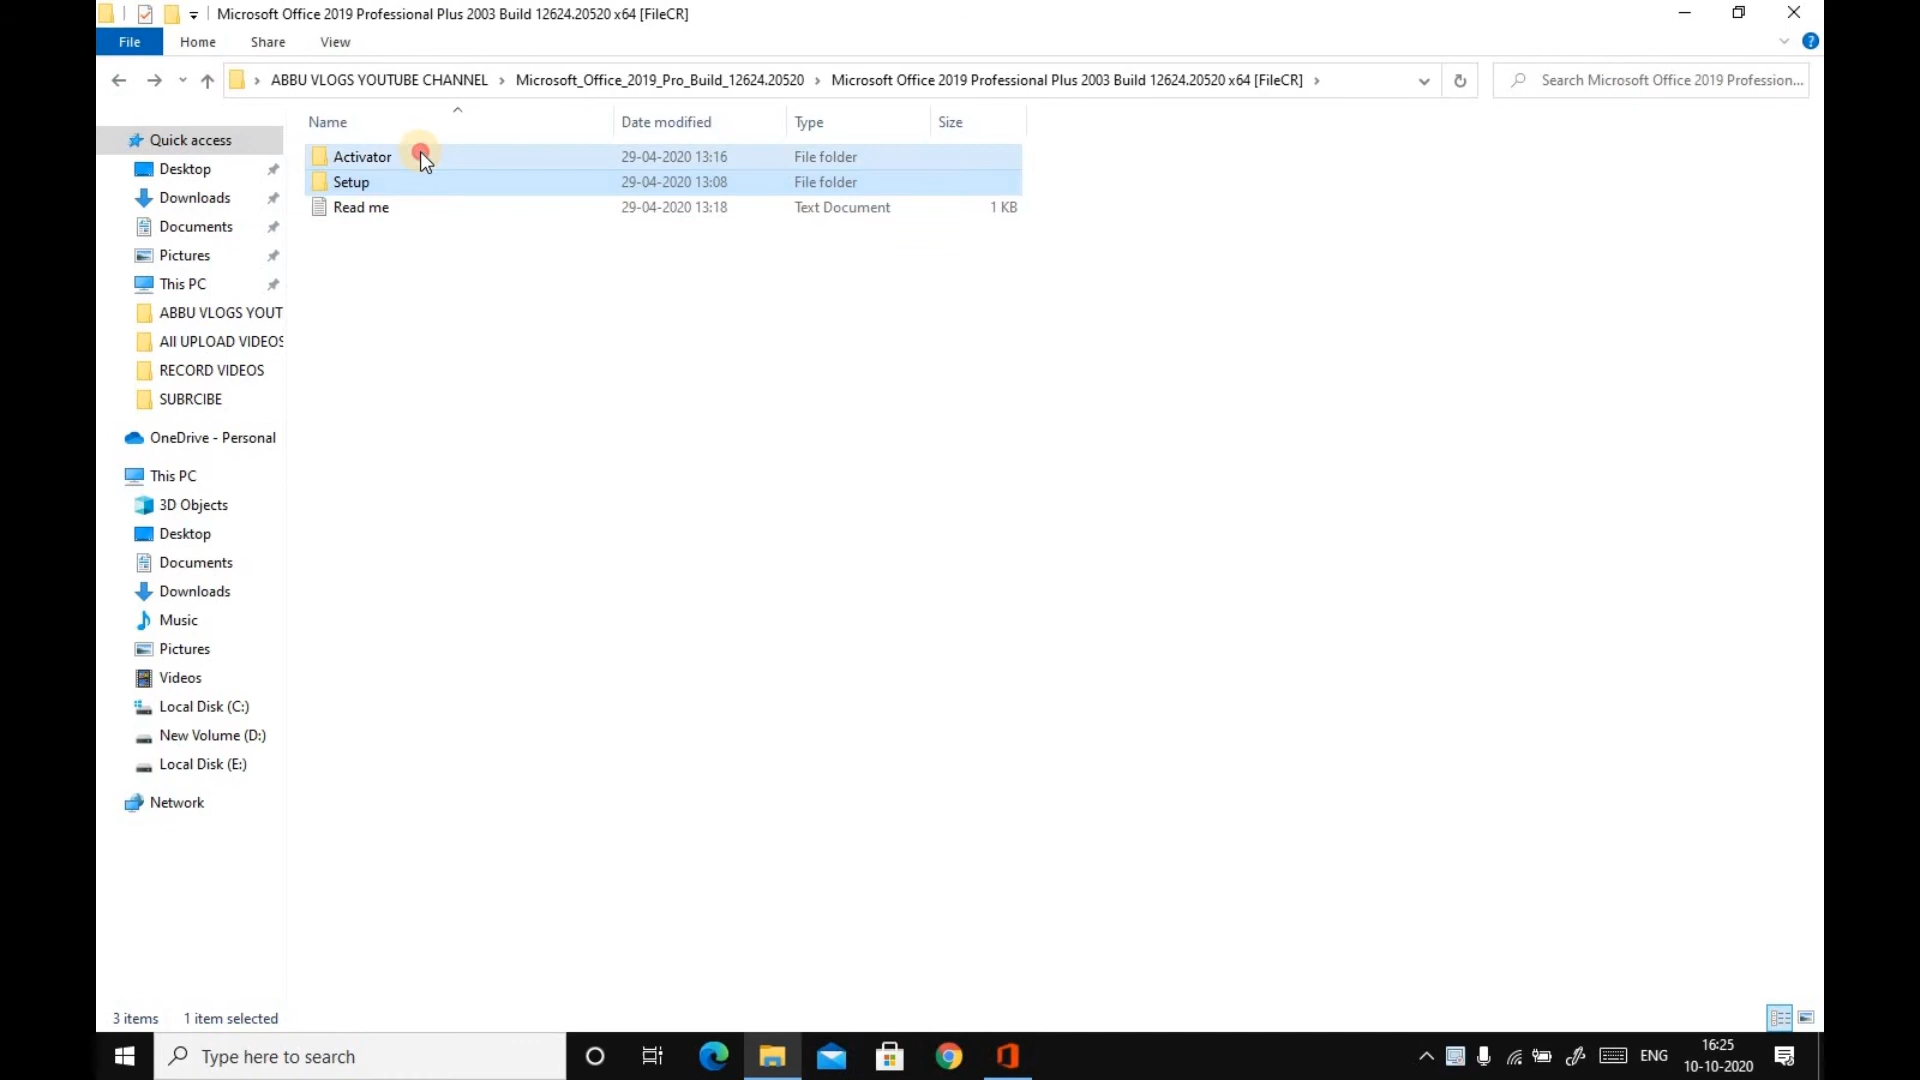 Microsoft Office 2019 Professional Plus 2003 Build 12624.20520 x64 [FileCR]
File Home Share View
ABBU VLOGS YOUTUBE CHANNEL Microsoft_Office_2019_Pro_Build_12624.20520 Microsoft Office 2019 Professional Plus 2003 Build 12624.20520 x64 [FileCR] Search Microsoft Office 2019 Profession...
Name Date modified Type Size
Activator 29-04-2020 13:16 File folder
Setup 29-04-2020 13:08 File folder
Read me 29-04-2020 13:18 Text Document 1 KB
Quick access
Desktop
Downloads
Documents
Pictures
This PC
ABBU VLOGS YOUT
All UPLOAD VIDEOS
RECORD VIDEOS
SUBRCIBE
OneDrive - Personal
This PC
3D Objects
Desktop
Documents
Downloads
Music
Pictures
Videos
Local Disk (C:)
New Volume (D:)
Local Disk (E:)
Network
3 items 1 item selected
Type here to search
ENG
16:25
10-10-2020